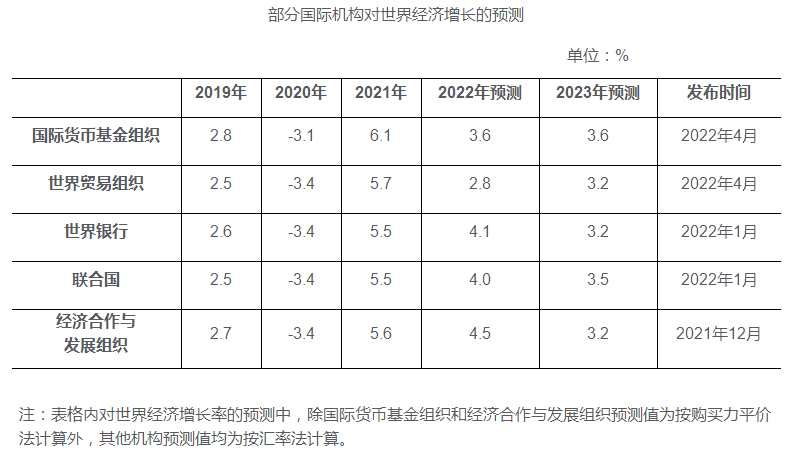 部分国际机构对世界经济增长的预测
单位：%
2019年 2020年 2021年 2022年预测 2023年预测 发布时间
国际货币基金组织 2.8 -3.1 6.1 3.6 3.6 2022年4月
世界贸易组织 2.5 -3.4 5.7 2.8 3.2 2022年4月
世界银行 2.6 -3.4 5.5 4.1 3.2 2022年1月
联合国 2.5 -3.4 5.5 4.0 3.5 2022年1月
经济合作与
发展组织 2.7 -3.4 5.6 4.5 3.2 2021年12月
注：表格内对世界经济增长率的预测中，除国际货币基金组织和经济合作与发展组织预测值为按购买力平价
法计算外，其他机构预测值均为按汇率法计算。